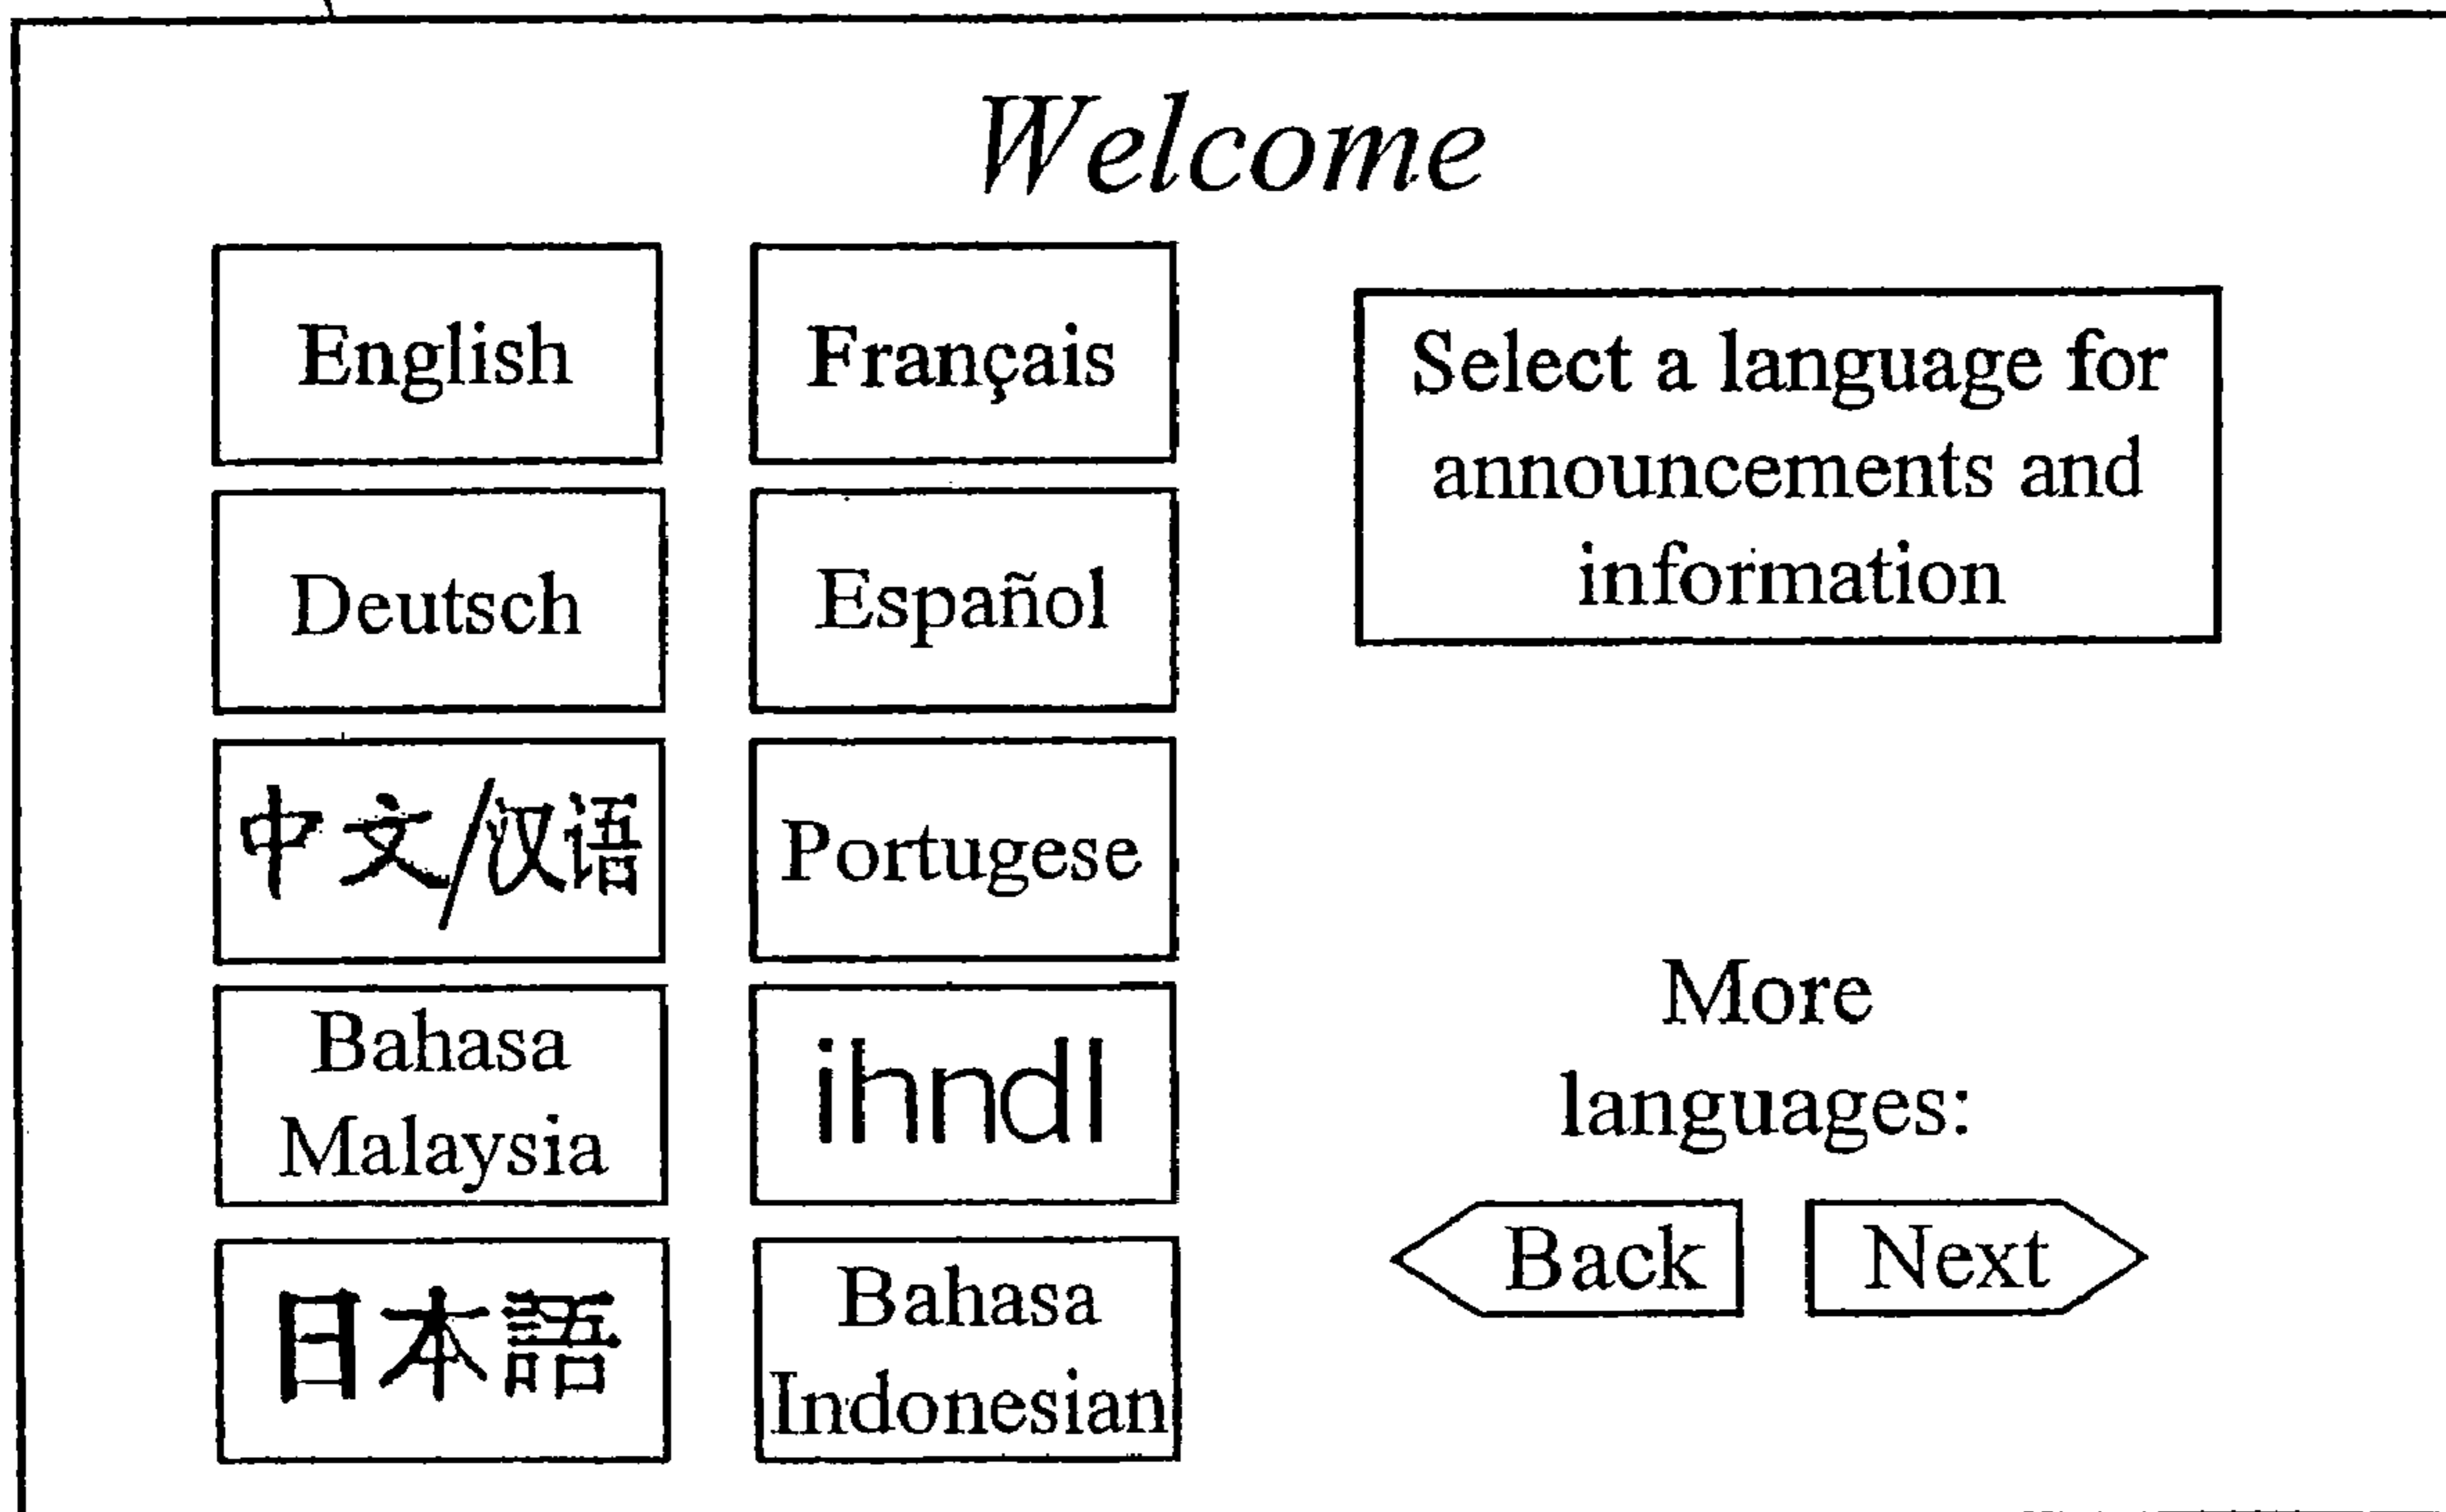 Welcome
English
Français
Deutsch
Español
中文/汉语
Portugese
Bahasa
Malaysia
ihndl
日本語
Bahasa
Indonesian
Select a language for
announcements and
information
More
languages:
Back
Next